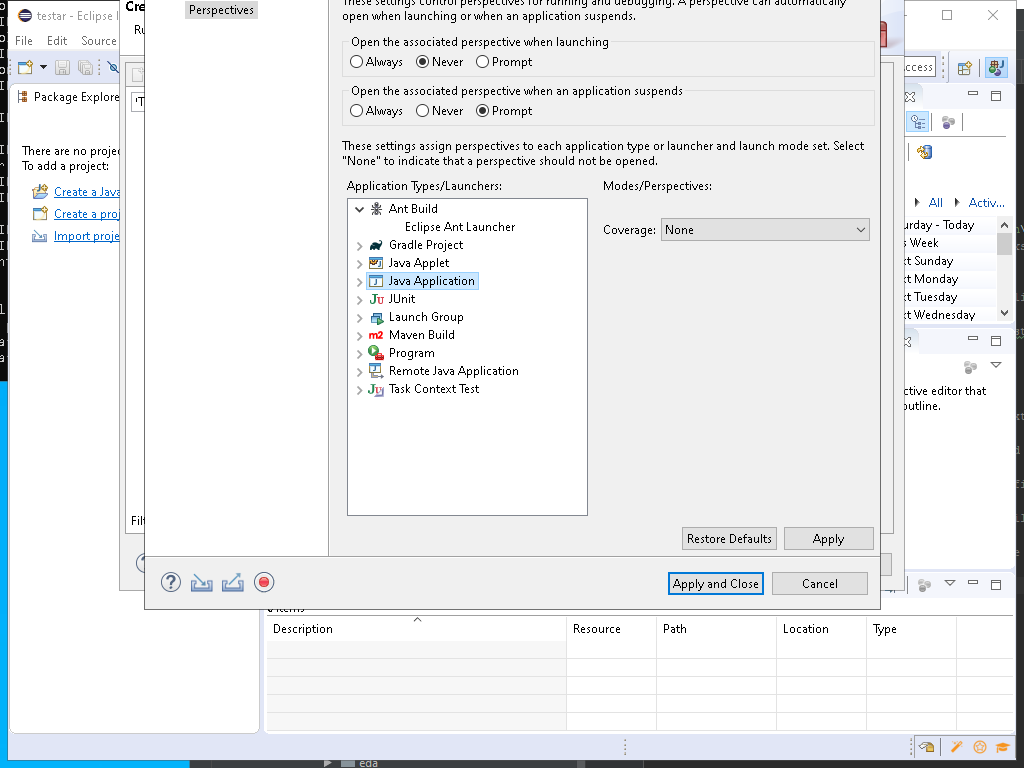 testar - Eclipse I
Cre
Perspectives
These settings control perspectives for running and debugging. A perspective can automatically
open when launching or when an application suspends.
File Edit Source
Ru
Open the associated perspective when launching
Always Never Prompt
cess
Package Explore
Open the associated perspective when an application suspends
Always Never Prompt
There are no projec
To add a project:
These settings assign perspectives to each application type or launcher and launch mode set. Select
"None" to indicate that a perspective should not be opened.
Create a Java
Create a proj
Import proje
Application Types/Launchers:
Modes/Perspectives:
Ant Build
Eclipse Ant Launcher
Gradle Project
Java Applet
Java Application
JUnit
Launch Group
Maven Build
Program
Remote Java Application
Task Context Test
Coverage: None
All Activ...
urday - Today
s Week
xt Sunday
xt Monday
xt Tuesday
xt Wednesday
ctive editor that
outline.
Filt
Restore Defaults Apply
Apply and Close Cancel
0 items
Description Resource Path Location Type
eda